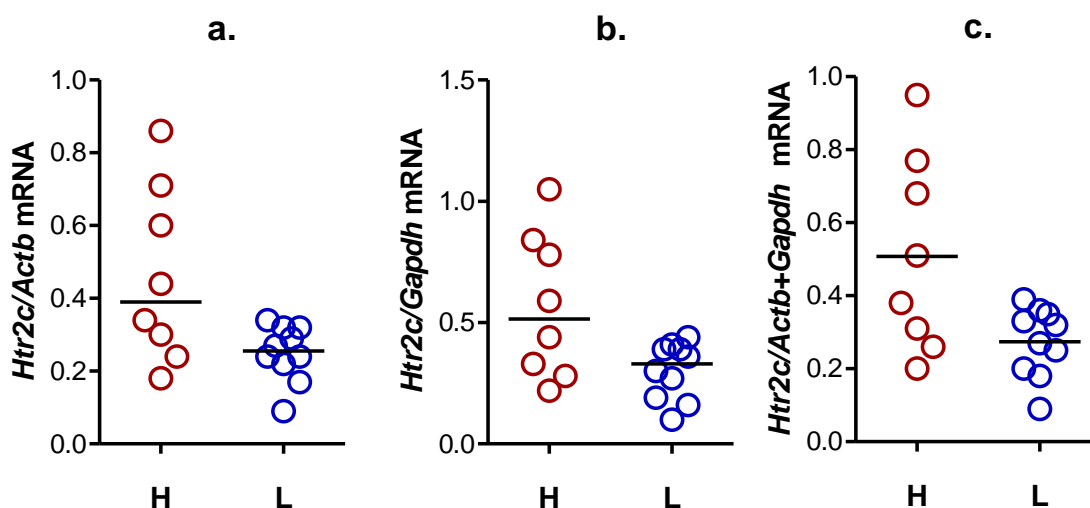 a.
Htr2c/Actb mRNA
1.0
0.8
0.6
0.4
0.2
0.0
H L
b.
Htr2c/Gapdh mRNA
1.5
1.0
0.5
0.0
H L
c.
Htr2c/Actb+Gapdh mRNA
1.0
0.8
0.6
0.4
0.2
0.0
H L